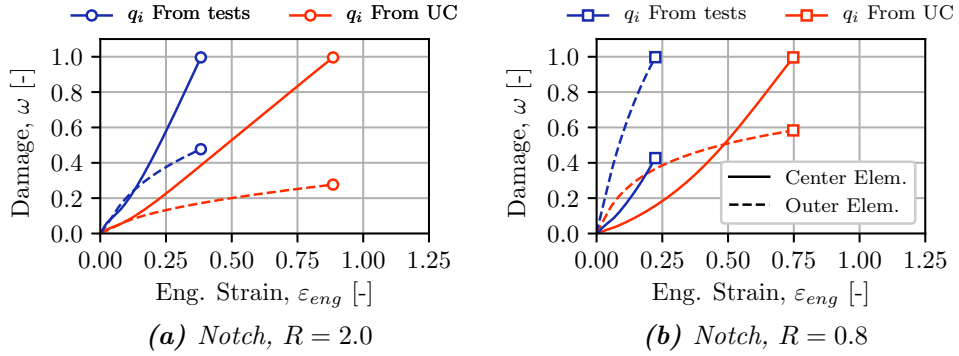 q_i From tests q_i From UC
1.0
0.8
0.6
0.4
0.2
0.0
Damage, ω [-]
0.00 0.25 0.50 0.75 1.00 1.25
Eng. Strain, ε_eng [-]
(a) Notch, R = 2.0
q_i From tests q_i From UC
1.0
0.8
0.6
0.4
0.2
0.0
Damage, ω [-]
Center Elem.
Outer Elem.
0.00 0.25 0.50 0.75 1.00 1.25
Eng. Strain, ε_eng [-]
(b) Notch, R = 0.8